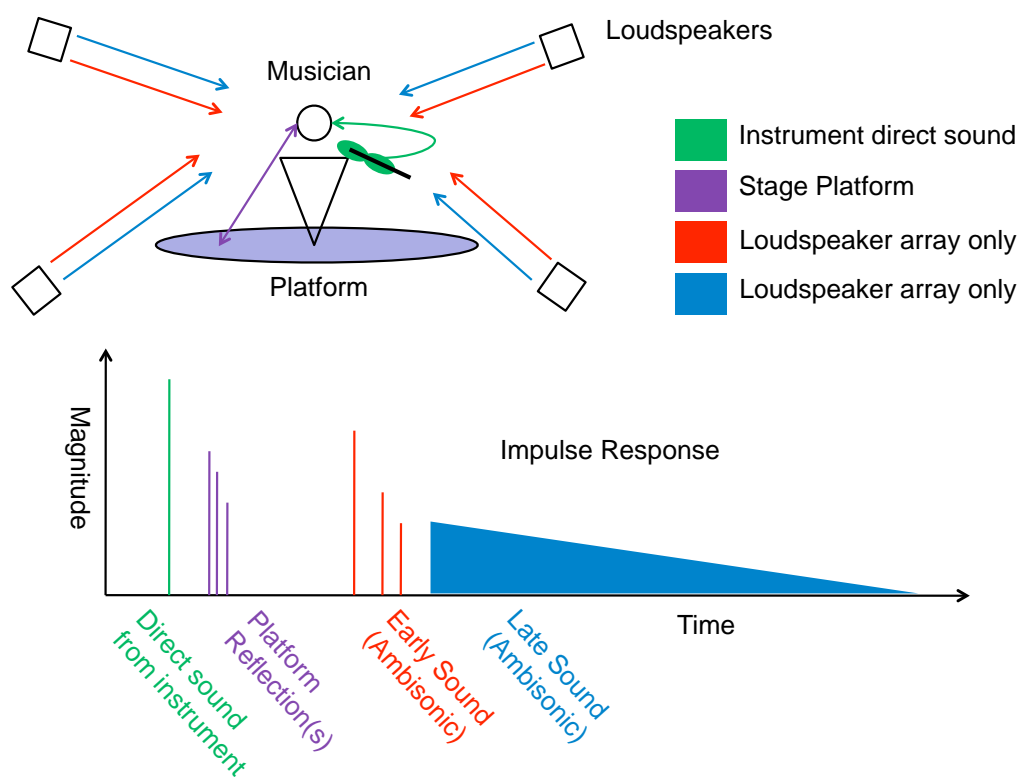 Loudspeakers
Musician
Instrument direct sound
Stage Platform
Loudspeaker array only
Loudspeaker array only
Platform
Magnitude
Impulse Response
Time
Direct sound
from instrument
Platform
Reflection(s)
Early Sound
(Ambisonic)
Late Sound
(Ambisonic)